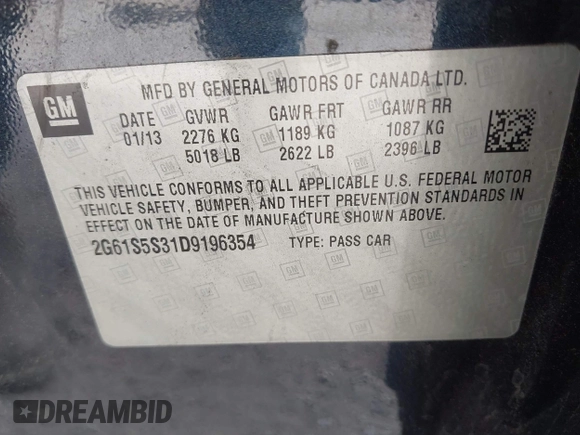 GM
MFD BY GENERAL MOTORS OF CANADA LTD.
DATE GVWR GAWR FRT GAWR RR
01/13 2276 KG 1189 KG 1087 KG
5018 LB 2622 LB 2396 LB
THIS VEHICLE CONFORMS TO ALL APPLICABLE U.S. FEDERAL MOTOR
VEHICLE SAFETY, BUMPER, AND THEFT PREVENTION STANDARDS IN
EFFECT ON THE DATE OF MANUFACTURE SHOWN ABOVE.
2G61S5S31D9196354 TYPE: PASS CAR
DREAMBID